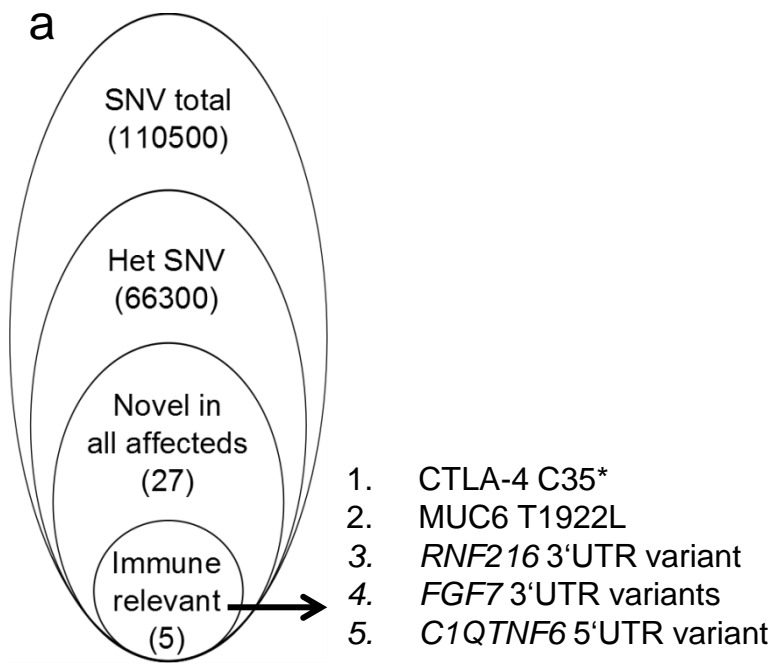 a
SNV total
(110500)
Het SNV
(66300)
Novel in
all affecteds
(27)
Immune
relevant
(5)
1. CTLA-4 C35*
2. MUC6 T1922L
3. RNF216 3‘UTR variant
4. FGF7 3‘UTR variants
5. C1QTNF6 5‘UTR variant